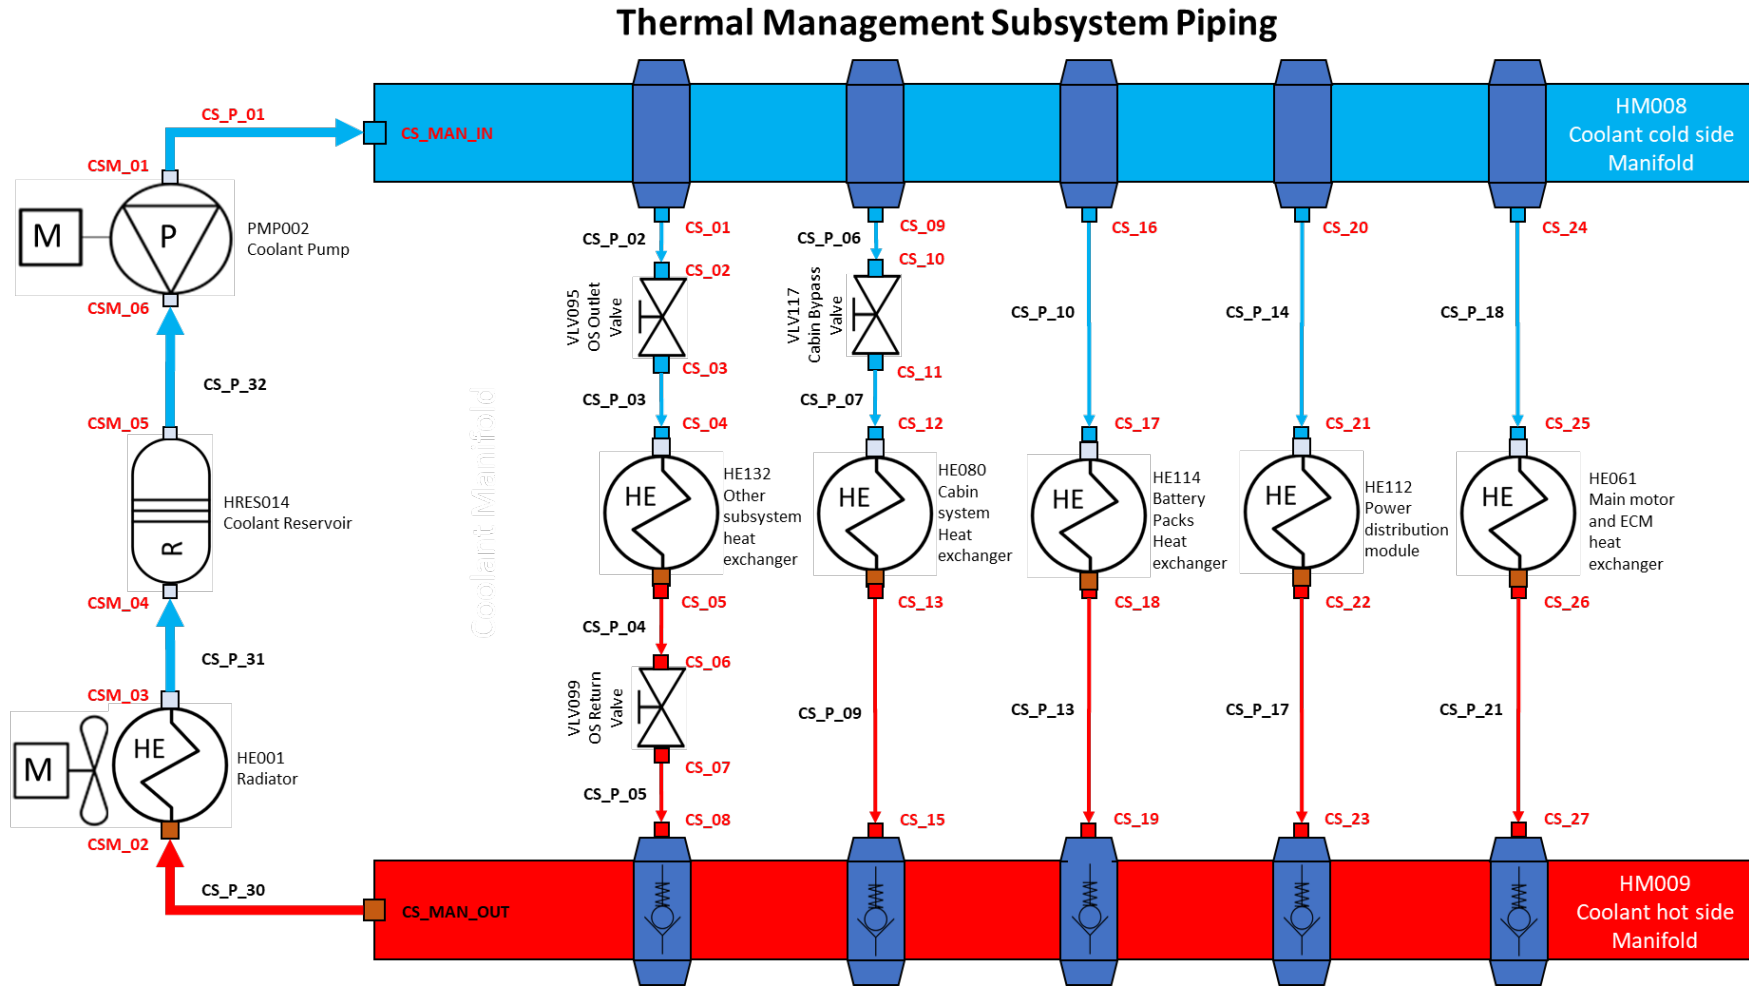 Thermal Management Subsystem Piping
CS_P_01
CS_MAN_IN
HM008
Coolant cold side
Manifold
CSM_01
M
P
PMP002
Coolant Pump
CSM_06
CS_P_32
CSM_05
HRES014
Coolant Reservoir
R
CSM_04
CS_P_31
CSM_03
M
HE
HE001
Radiator
CSM_02
CS_P_30
CS_MAN_OUT
Coolant Manifold
CS_P_02
CS_01
CS_02
VLV095
OS Outlet
Valve
CS_03
CS_P_03
CS_04
HE
HE132
Other
subsystem
heat
exchanger
CS_05
CS_P_04
CS_06
VLV099
OS Return
Valve
CS_07
CS_P_05
CS_08
CS_P_06
CS_09
CS_10
VLV117
Cabin Bypass
Valve
CS_11
CS_P_07
CS_12
HE
HE080
Cabin
system
Heat
exchanger
CS_13
CS_P_09
CS_15
CS_16
CS_P_10
CS_17
HE
HE114
Battery
Packs
Heat
exchanger
CS_18
CS_P_13
CS_19
CS_20
CS_P_14
CS_21
HE
HE112
Power
distribution
module
CS_22
CS_P_17
CS_23
CS_24
CS_P_18
CS_25
HE
HE061
Main motor
and ECM
heat
exchanger
CS_26
CS_P_21
CS_27
HM009
Coolant hot side
Manifold